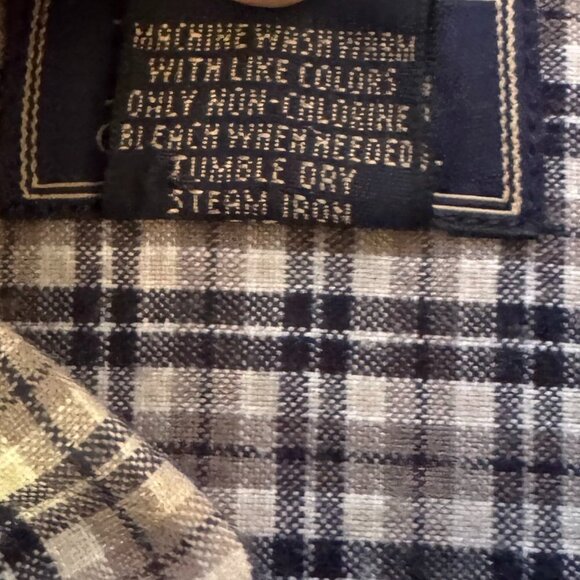 MACHINE WASH WARM
WITH LIKE COLORS
ONLY NON-CHLORINE
BLEACH WHEN NEEDED
TUMBLE DRY
STEAM IRON